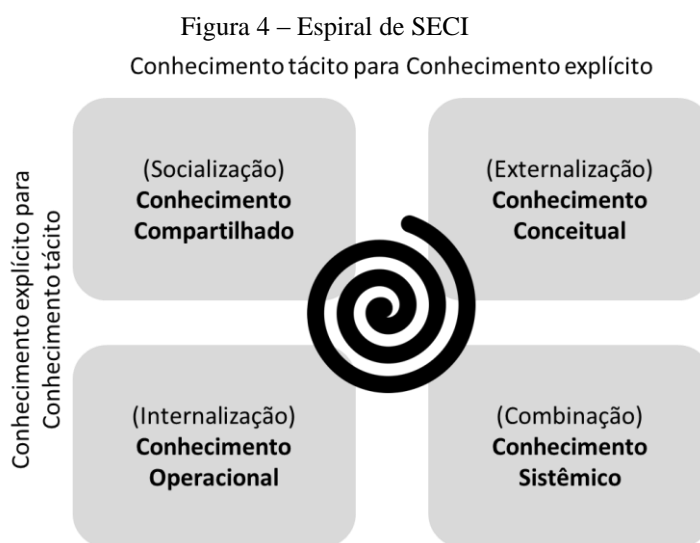 Figura 4 – Espiral de SECI
Conhecimento tácito para Conhecimento explícito
Conhecimento explícito para
Conhecimento tácito
(Socialização)
Conhecimento
Compartilhado
(Externalização)
Conhecimento
Conceitual
(Internalização)
Conhecimento
Operacional
(Combinação)
Conhecimento
Sistêmico